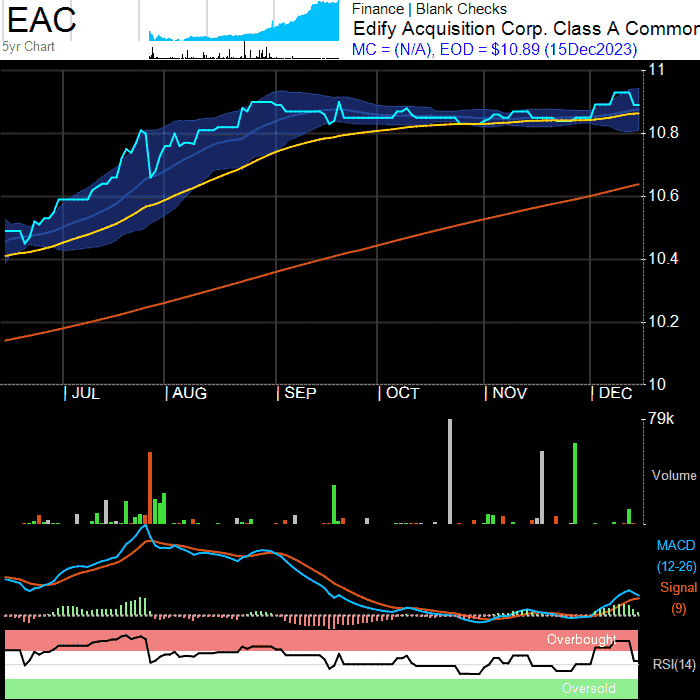 EAC
5yr Chart
Finance | Blank Checks
Edify Acquisition Corp. Class A Common
MC = (N/A), EOD = $10.89 (15Dec2023)
11
10.8
10.6
10.4
10.2
10
JUL
AUG
SEP
OCT
NOV
DEC
79k
Volume
MACD
(12-26)
Signal
(9)
Overbought
RSI(14)
Oversold